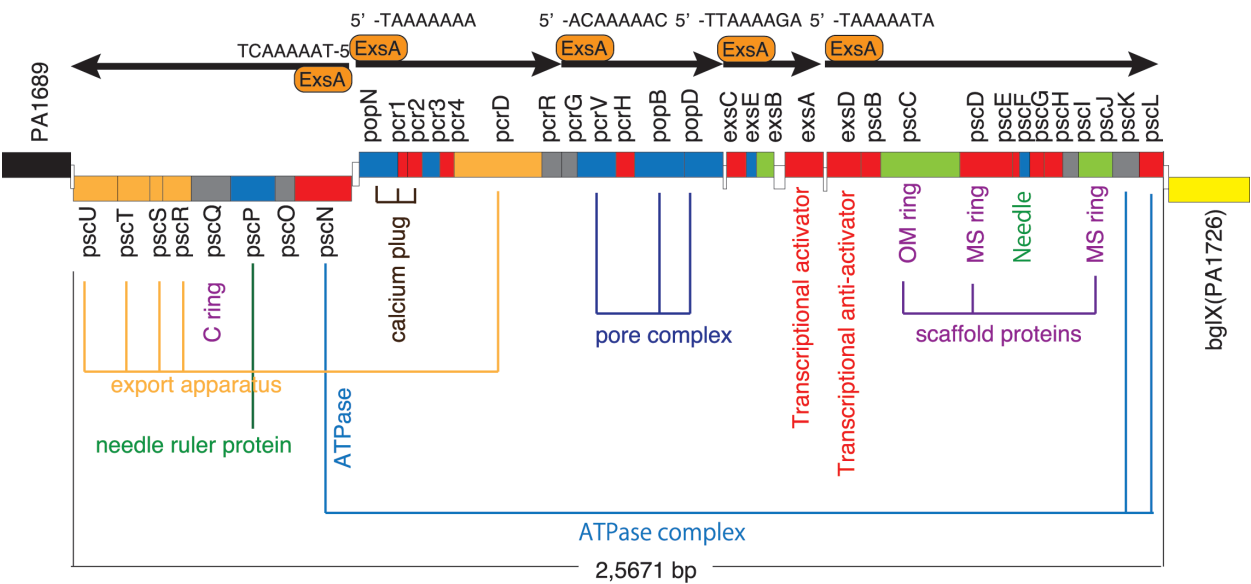 5’ -TAAAAAAA
5’ -ACAAAAAC
5’ -TTAAAAGA
5’ -TAAAAATA
TCAAAAAT-5
ExsA
ExsA
ExsA
ExsA
ExsA
PA1689
popN
pcr1
pcr2
pcr3
pcr4
pcrD
pcrR
pcrG
pcrV
pcrH
popB
popD
exsC
exsE
exsB
exsA
exsD
pscB
pscC
pscD
pscE
pscF
pscG
pscH
pscI
pscJ
pscK
pscL
pscU
pscT
pscS
pscR
pscQ
pscP
pscO
pscN
bglX(PA1726)
C ring
calcium plug
pore complex
Transcriptional activator
Transcriptional anti-activator
OM ring
MS ring
Needle
MS ring
scaffold proteins
export apparatus
needle ruler protein
ATPase
ATPase complex
2,5671 bp